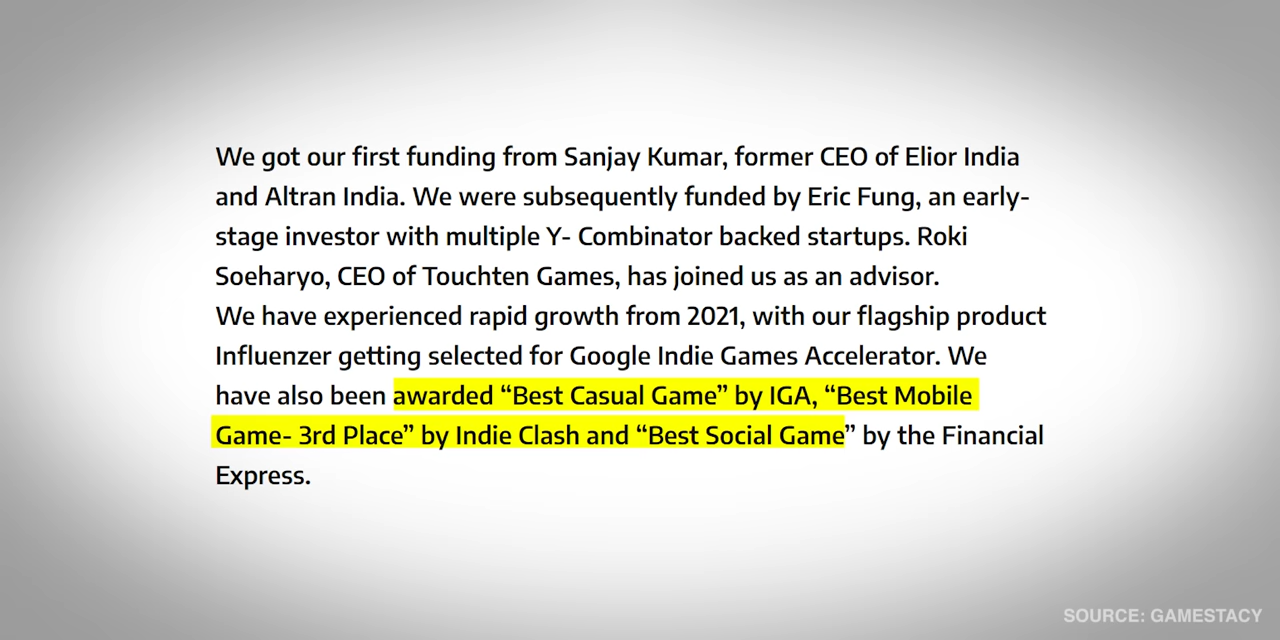 We got our first funding from Sanjay Kumar, former CEO of Elior India
and Altran India. We were subsequently funded by Eric Fung, an early-
stage investor with multiple Y- Combinator backed startups. Roki
Soeharyo, CEO of Touchten Games, has joined us as an advisor.
We have experienced rapid growth from 2021, with our flagship product
Influenzer getting selected for Google Indie Games Accelerator. We
have also been awarded “Best Casual Game” by IGA, “Best Mobile
Game- 3rd Place” by Indie Clash and “Best Social Game” by the Financial
Express.
SOURCE: GAMESTACY